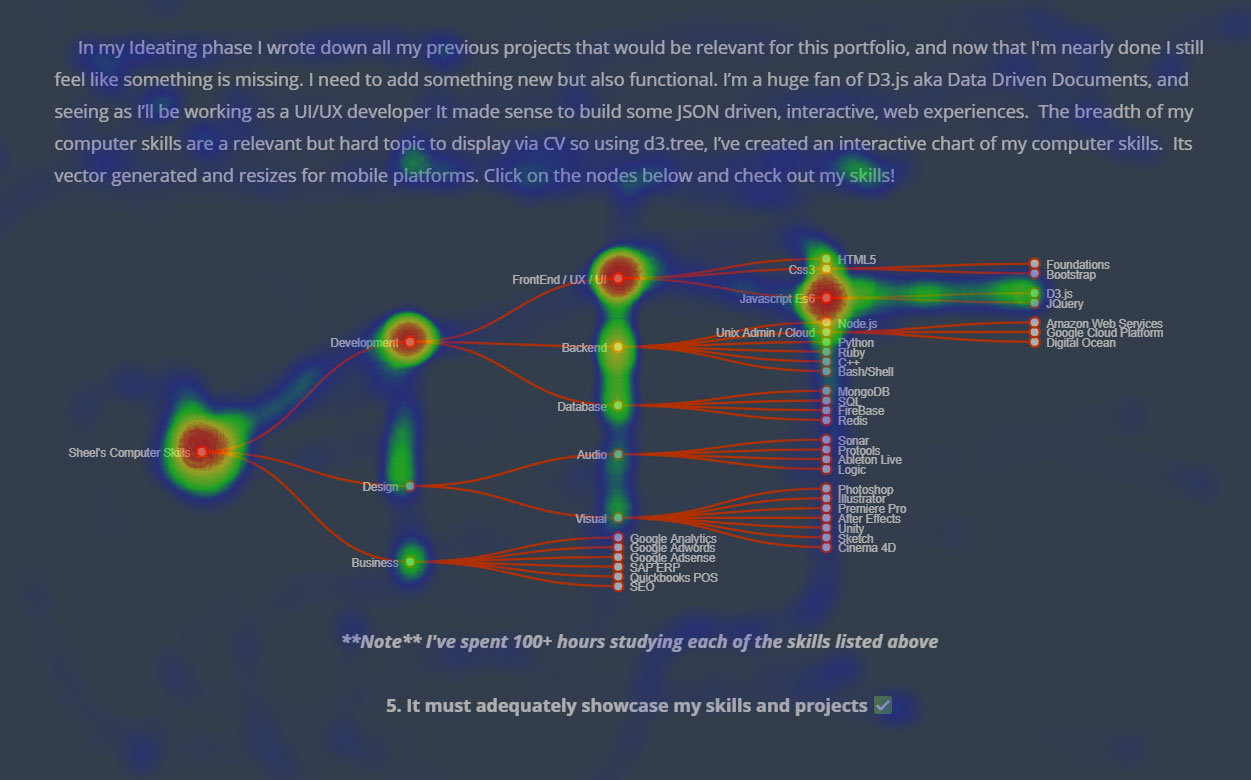 In my Ideating phase I wrote down all my previous projects that would be relevant for this portfolio, and now that I'm nearly done I still
feel like something is missing. I need to add something new but also functional. I'm a huge fan of D3.js aka Data Driven Documents, and
seeing as I'll be working as a UI/UX developer It made sense to build some JSON driven, interactive, web experiences.  The breadth of my
computer skills are a relevant but hard topic to display via CV so using d3.tree, I've created an interactive chart of my computer skills.  Its
vector generated and resizes for mobile platforms. Click on the nodes below and check out my skills!
Sheel's Computer Skills
Development
Design
Business
FrontEnd / UX / UI
Backend
Database
Audio
Visual
Google Analytics
Google Adwords
Google Adsense
SAP ERP
Quickbooks POS
SEO
HTML5
Css3
Javascript Es6
Node.js
Unix Admin / Cloud
Python
Ruby
C++
Bash/Shell
MongoDB
SQL
FireBase
Redis
Sonar
Protools
Ableton Live
Logic
Photoshop
Illustrator
Premiere Pro
After Effects
Unity
Sketch
Cinema 4D
Foundations
Bootstrap
D3.js
JQuery
Amazon Web Services
Google Cloud Platform
Digital Ocean
**Note** I've spent 100+ hours studying each of the skills listed above
5. It must adequately showcase my skills and projects ✅